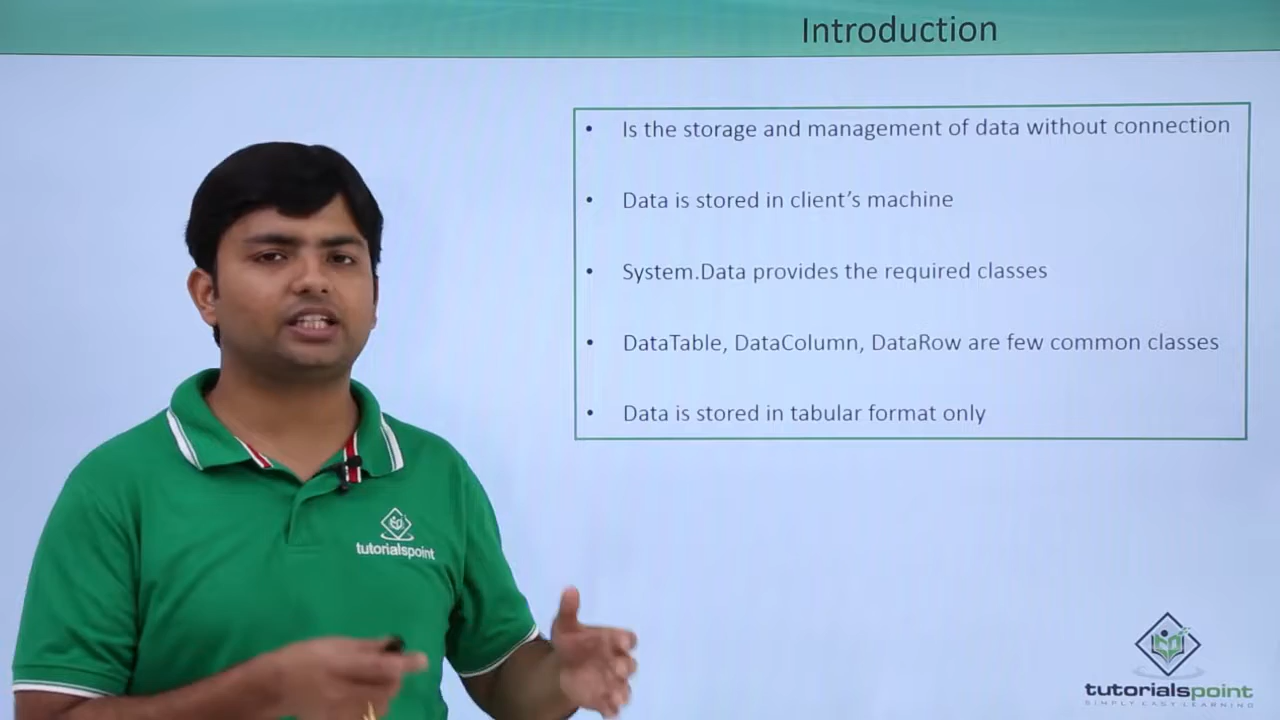 Introduction
• Is the storage and management of data without connection
• Data is stored in client's machine
• System.Data provides the required classes
• DataTable, DataColumn, DataRow are few common classes
• Data is stored in tabular format only
tutorialspoint
tutorialspoint
SIMPLY EASY LEARNING